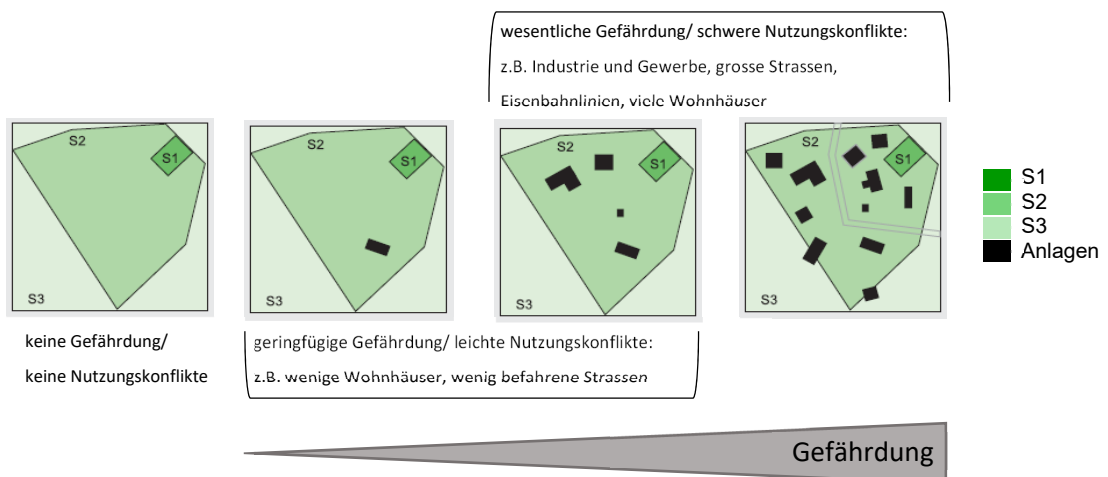 wesentliche Gefährdung/ schwere Nutzungskonflikte:
z.B. Industrie und Gewerbe, grosse Strassen,
Eisenbahnlinien, viele Wohnhäuser
S2
S1
S3
S2
S1
S3
S2
S1
S3
S2
S1
S3
S1
S2
S3
Anlagen
keine Gefährdung/
keine Nutzungskonflikte
geringfügige Gefährdung/ leichte Nutzungskonflikte:
z.B. wenige Wohnhäuser, wenig befahrene Strassen
Gefährdung